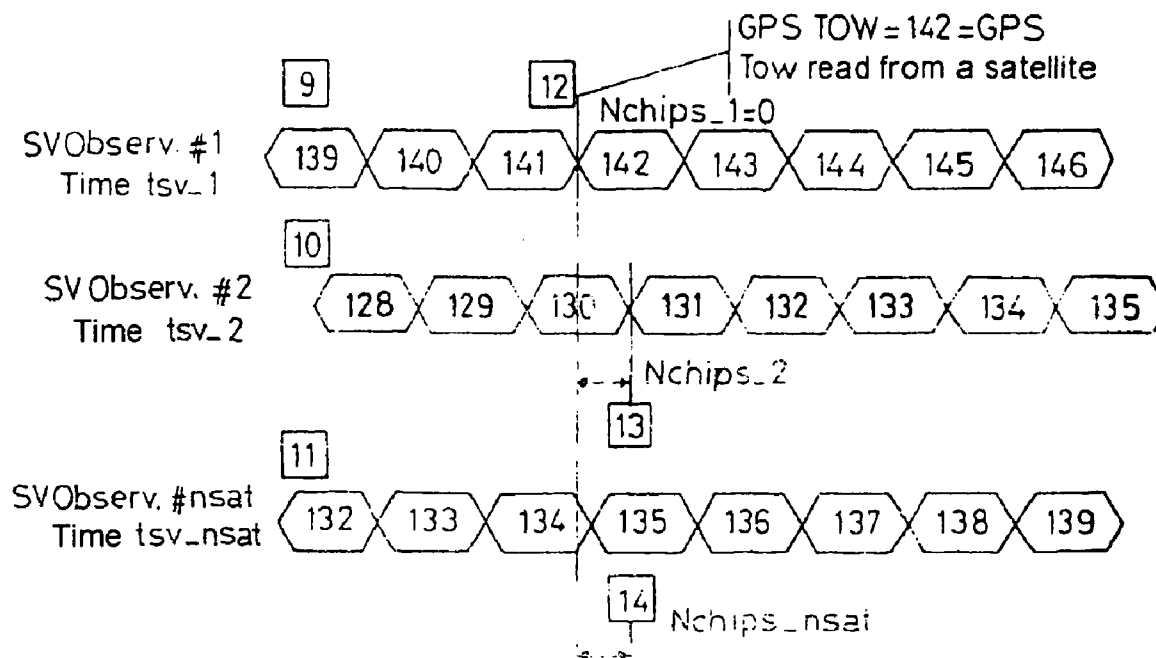 GPS TOW = 142 = GPS
Tow read from a satellite
9
12
Nchips_1=0
SVObserv. #1
Time tsv_1
139 140 141 142 143 144 145 146
10
SVObserv. #2
Time tsv_2
128 129 130 131 132 133 134 135
Nchips_2
13
11
SVObserv. #nsat
Time tsv_nsat
132 133 134 135 136 137 138 139
14
Nchips_nsat